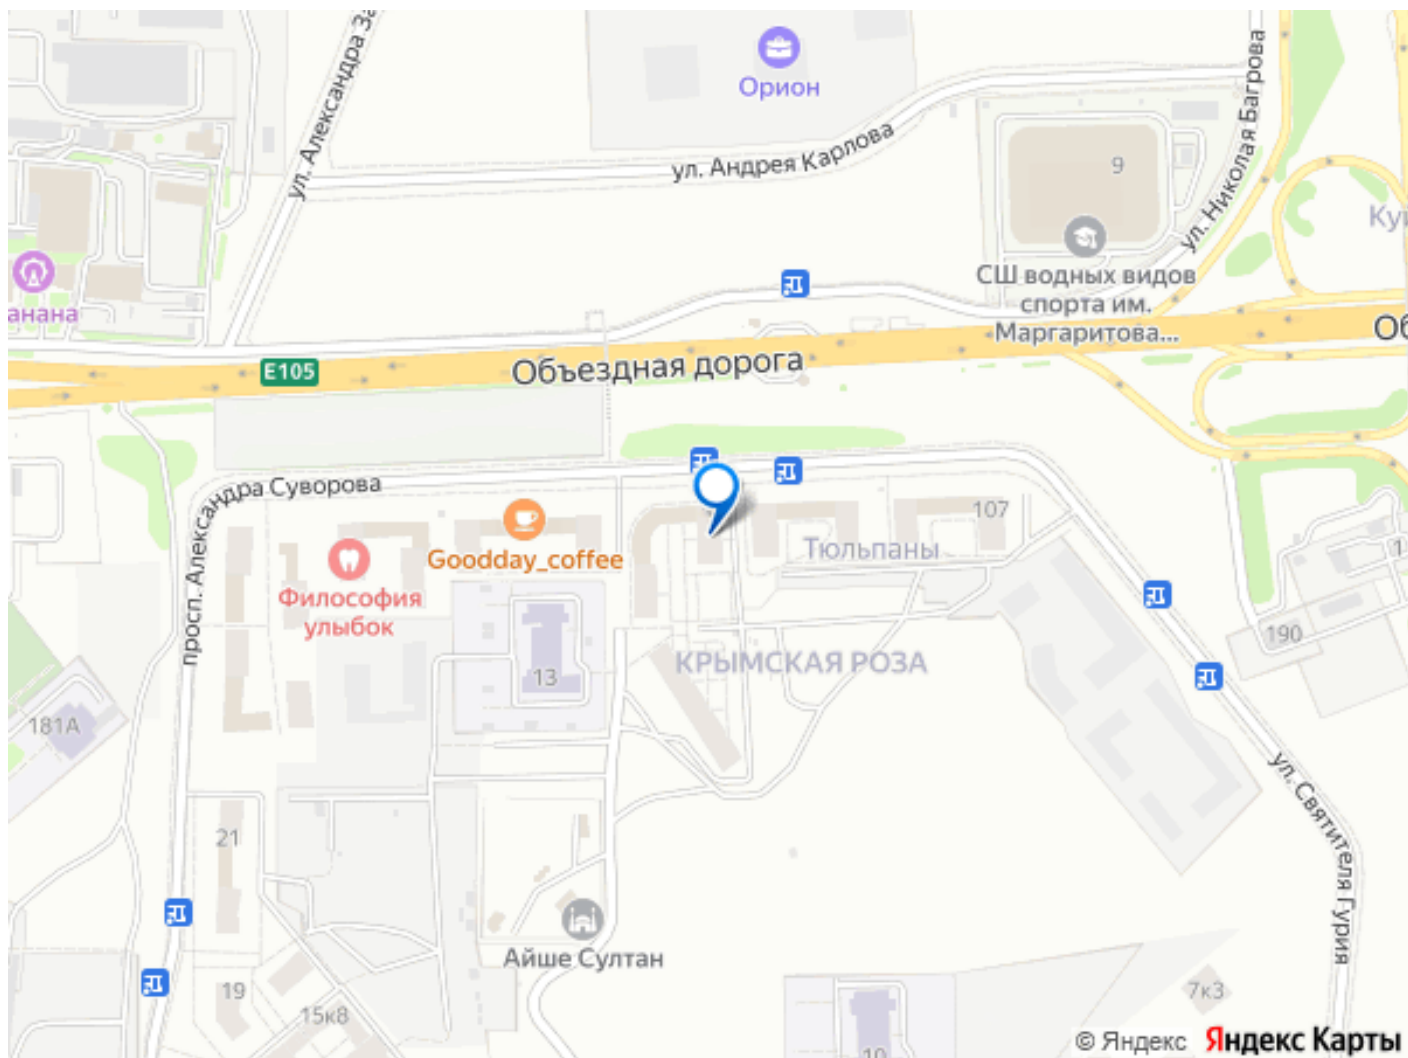 ул. Александра За
Орион
ул. Андрея Карлова
9
ул. Николая Багрова
Ку
СШ водных видов
спорта им.
Маргаритова...
анана
E105
Объездная дорога
Об
просп. Александра Суворова
Goodday_coffee
Философия
улыбок
107
Тюльпаны
1
190
13
КРЫМСКАЯ РОЗА
181А
21
ул. Святителя Гурия
Айше Султан
19
15к8
7к3
10
© Яндекс Яндекс Карты